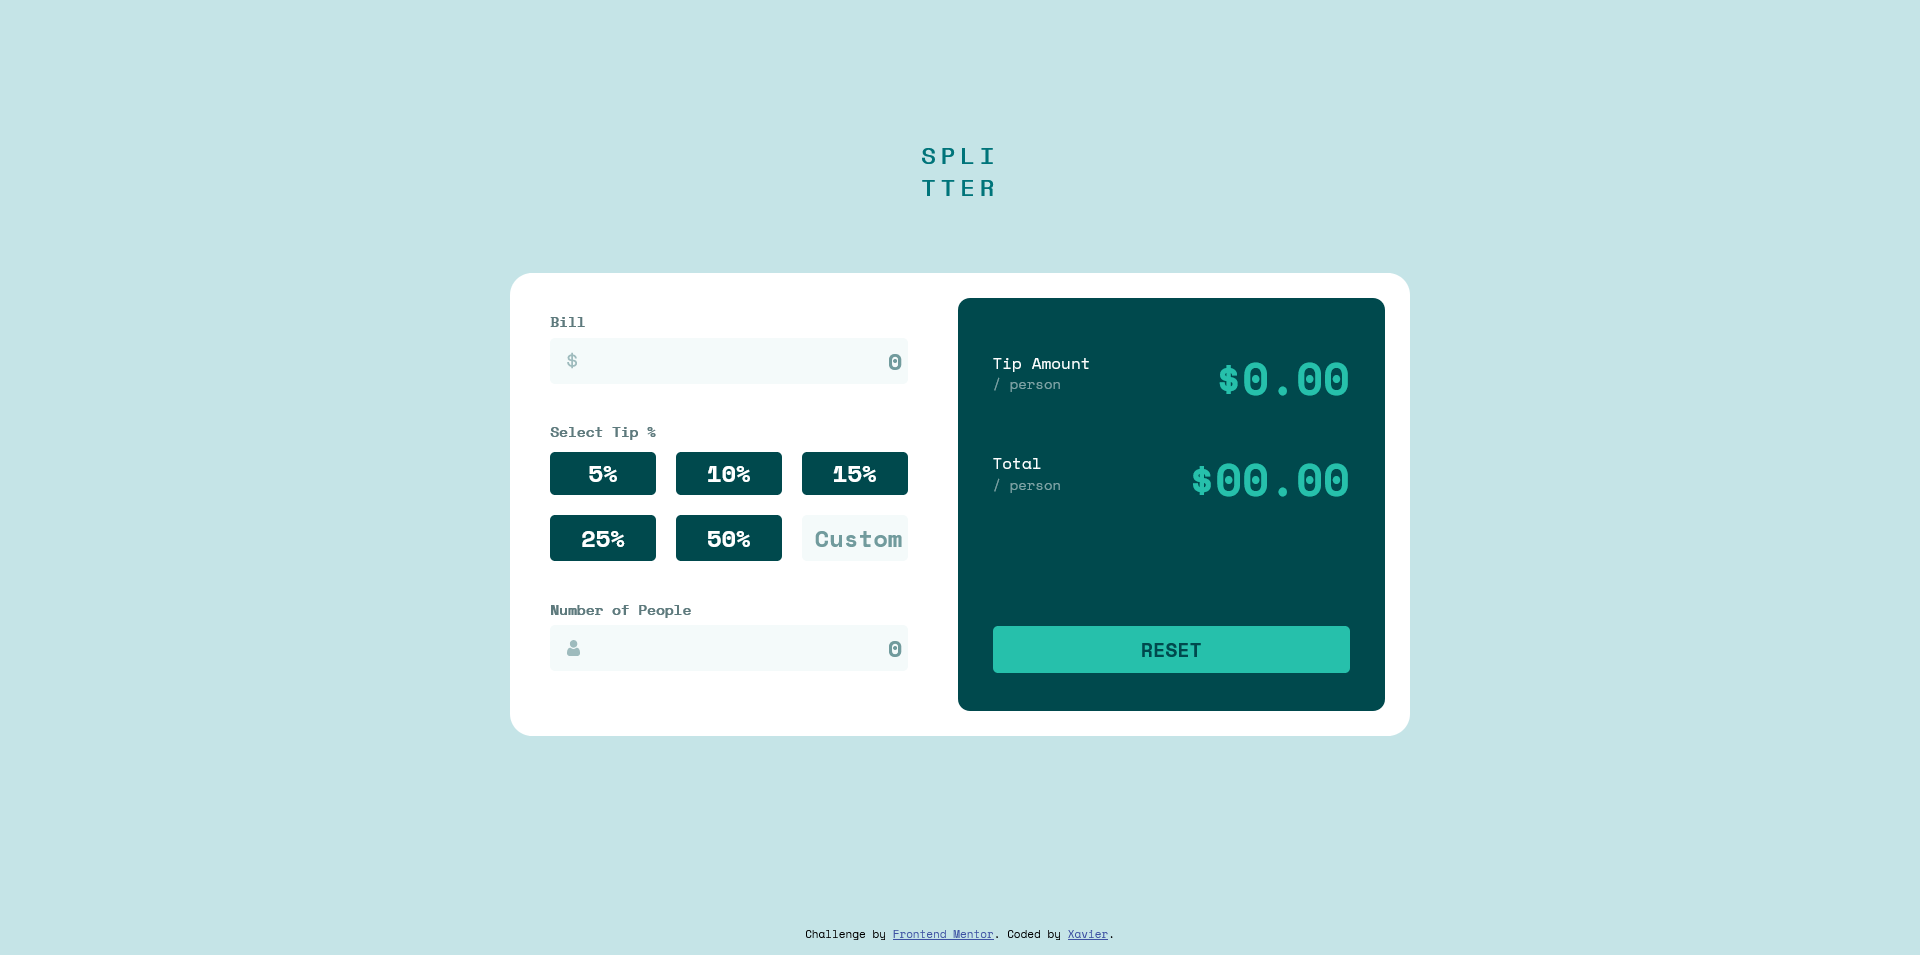 SPLI
TTER
Bill
$ 0
Select Tip %
5% 10% 15%
25% 50% Custom
Number of People
0
Tip Amount
/ person
$0.00
Total
/ person
$00.00
RESET
Challenge by Frontend Mentor. Coded by Xavier.